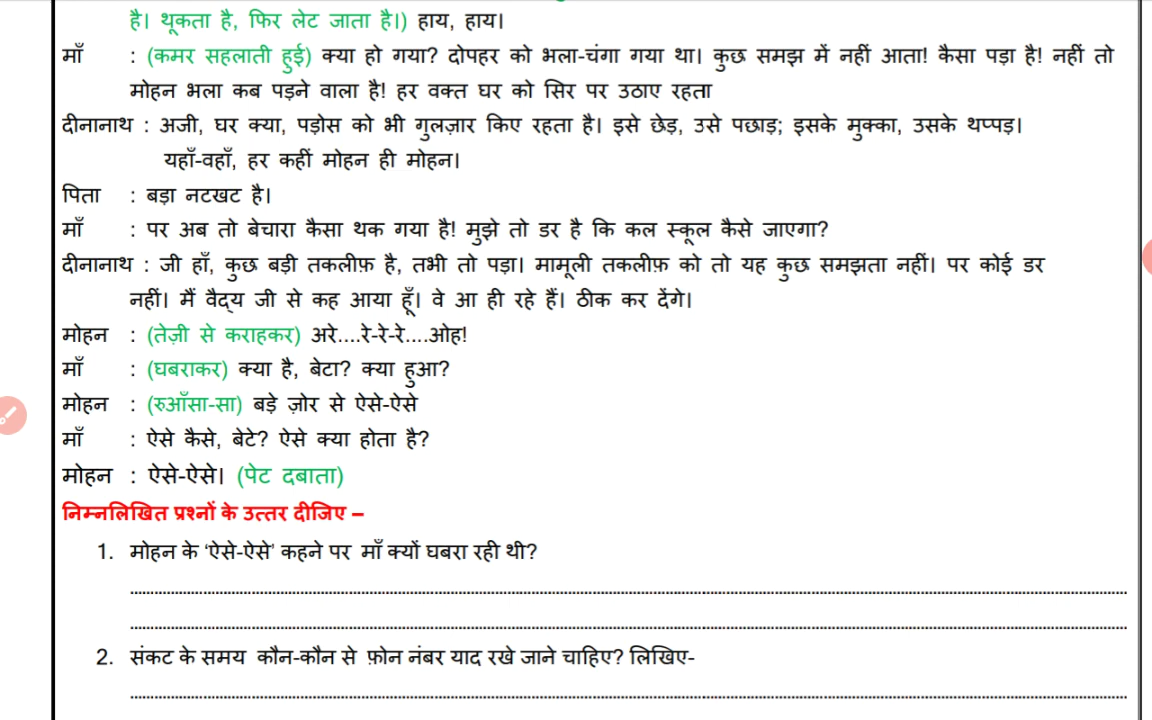 है। थूकता है, फिर लेट जाता है।) हाय, हाय।
माँ : (कमर सहलाती हुई) क्या हो गया? दोपहर को भला-चंगा गया था। कुछ समझ में नहीं आता! कैसा पड़ा है! नहीं तो
मोहन भला कब पड़ने वाला है! हर वक्त घर को सिर पर उठाए रहता
दीनानाथ : अजी, घर क्या, पड़ोस को भी गुलज़ार किए रहता है। इसे छेड़, उसे पछाड़; इसके मुक्का, उसके थप्पड़।
यहाँ-वहाँ, हर कहीं मोहन ही मोहन।
पिता : बड़ा नटखट है।
माँ : पर अब तो बेचारा कैसा थक गया है! मुझे तो डर है कि कल स्कूल कैसे जाएगा?
दीनानाथ : जी हाँ, कुछ बड़ी तकलीफ़ है, तभी तो पड़ा। मामूली तकलीफ़ को तो यह कुछ समझता नहीं। पर कोई डर
नहीं। मैं वैद्य जी से कह आया हूँ। वे आ ही रहे हैं। ठीक कर देंगे।
मोहन : (तेज़ी से कराहकर) अरे....रे-रे-रे....ओह!
माँ : (घबराकर) क्या है, बेटा? क्या हुआ?
मोहन : (रुआँसा-सा) बड़े ज़ोर से ऐसे-ऐसे
माँ : ऐसे कैसे, बेटे? ऐसे क्या होता है?
मोहन : ऐसे-ऐसे। (पेट दबाता)
निम्नलिखित प्रश्नों के उत्तर दीजिए –
1. मोहन के ‘ऐसे-ऐसे’ कहने पर माँ क्यों घबरा रही थी?
2. संकट के समय कौन-कौन से फ़ोन नंबर याद रखे जाने चाहिए? लिखिए-